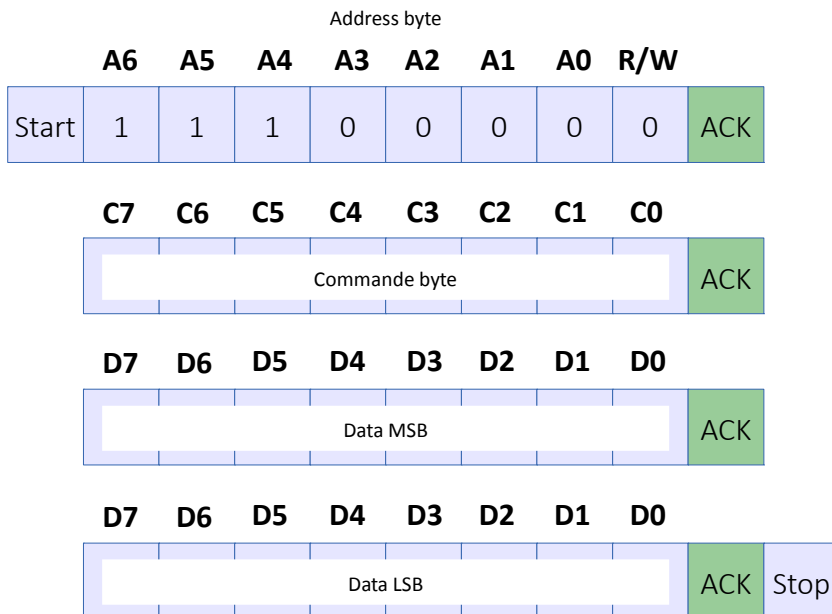 Address byte
A6 A5 A4 A3 A2 A1 A0 R/W
Start 1 1 1 0 0 0 0 0 ACK
C7 C6 C5 C4 C3 C2 C1 C0
Commande byte ACK
D7 D6 D5 D4 D3 D2 D1 D0
Data MSB ACK
D7 D6 D5 D4 D3 D2 D1 D0
Data LSB ACK Stop